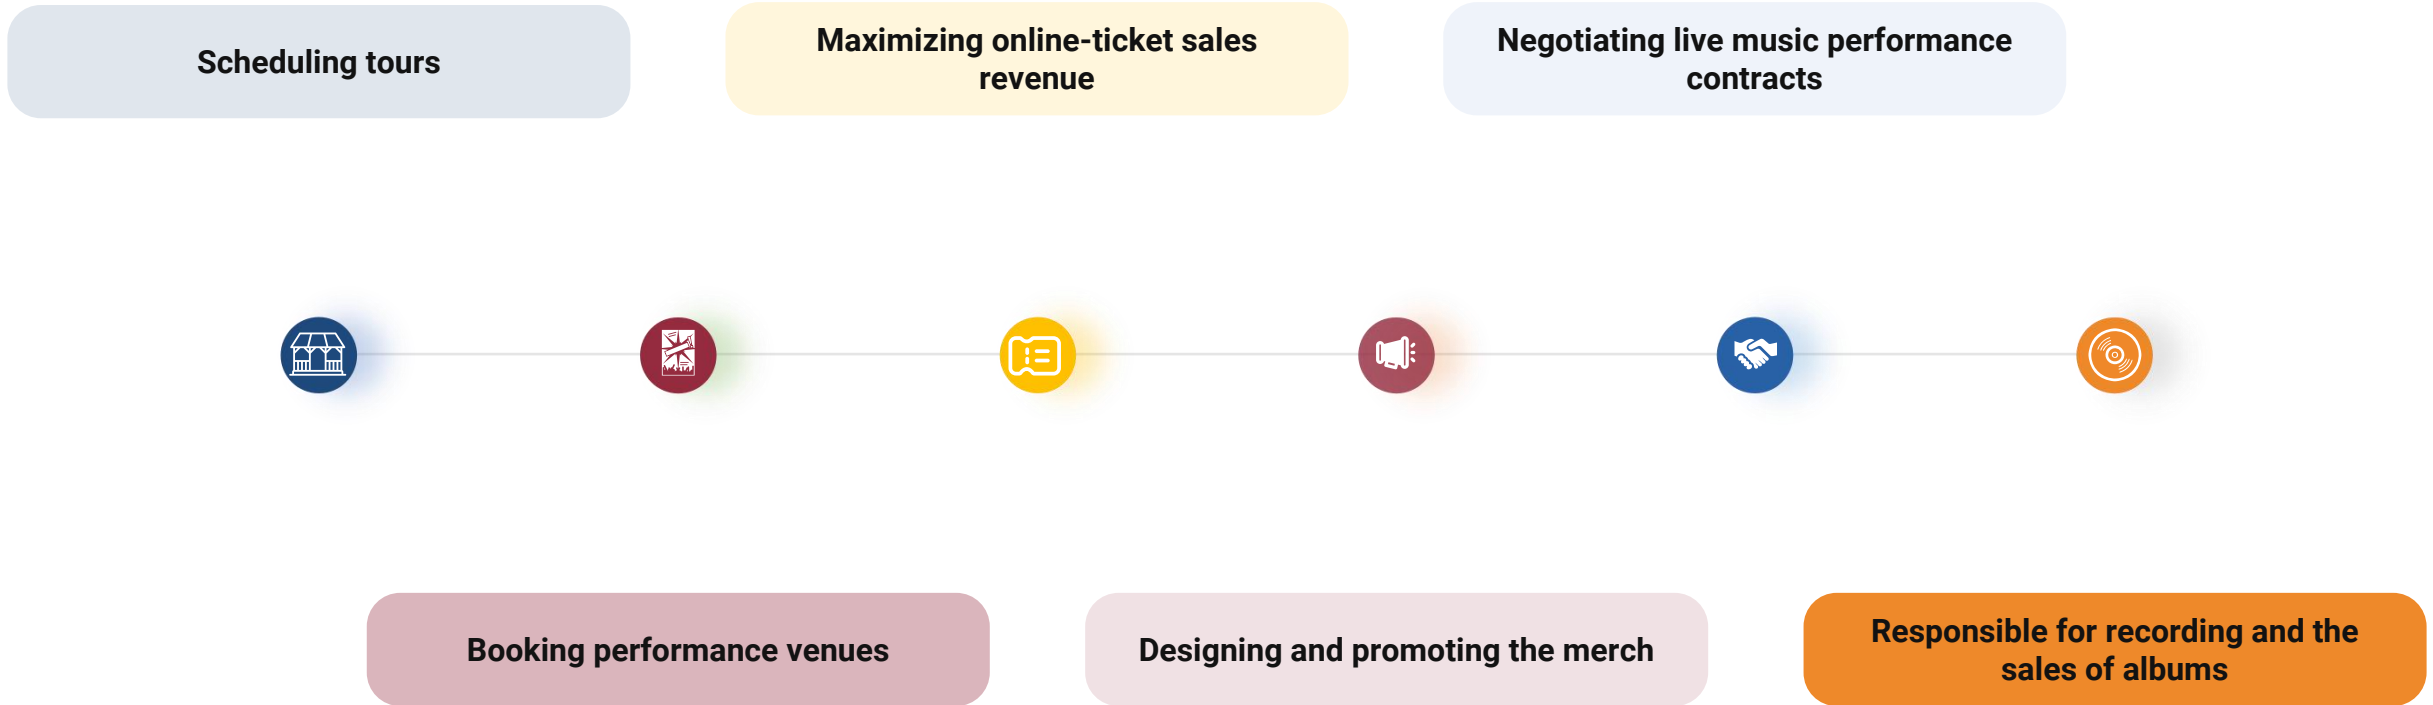 Scheduling tours
Maximizing online-ticket sales
revenue
Negotiating live music performance
contracts
Booking performance venues
Designing and promoting the merch
Responsible for recording and the
sales of albums